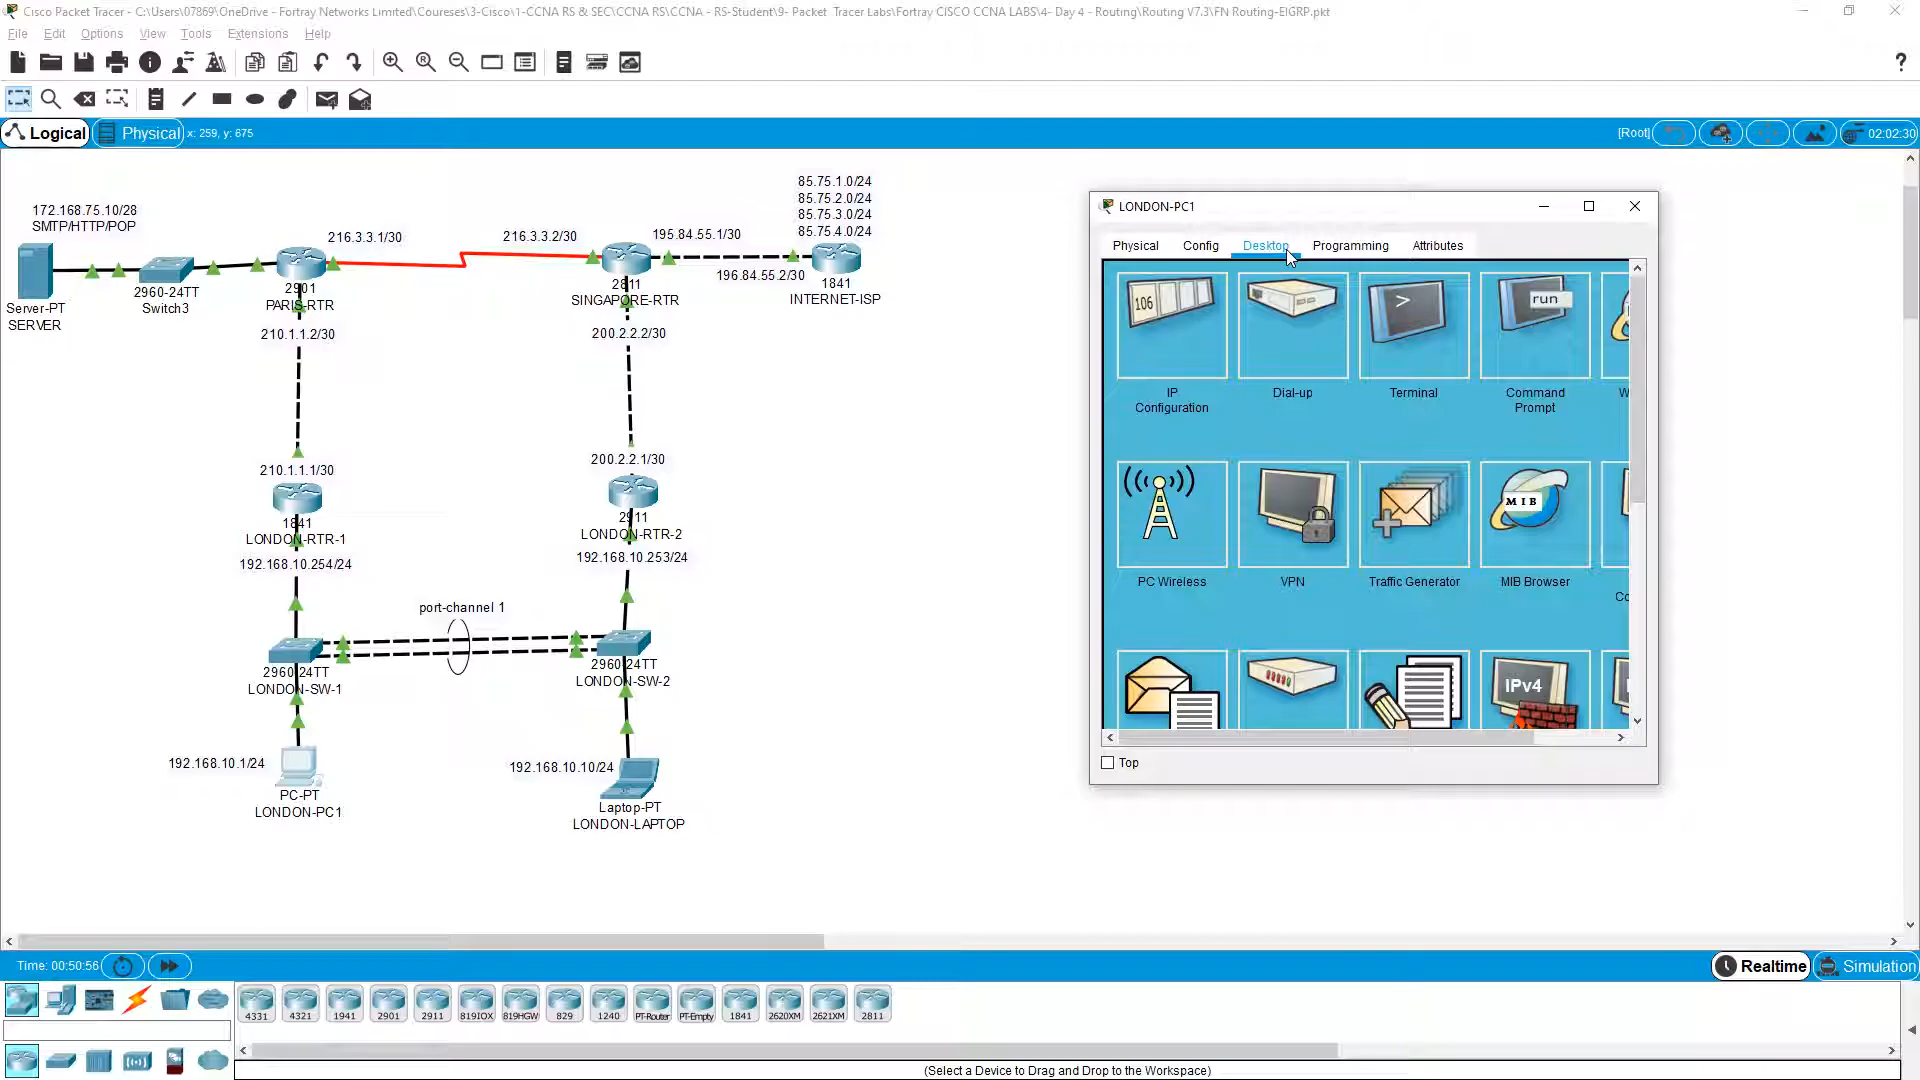 Cisco Packet Tracer - C:\Users\07869\OneDrive - Fortray Networks Limited\Coureses\3-Cisco\1-CCNA RS & SEC\CCNA RS\CCNA - RS-Student\9- Packet Tracer Labs\Fortray CISCO CCNA LABS\4- Day 4 - Routing\Routing V7.3\FN Routing-EIGRP.pkt
File Edit Options View Tools Extensions Help
?
Logical Physical x: 259, y: 675 [Root] 02:02:30
172.168.75.10/28
SMTP/HTTP/POP
Server-PT
SERVER
2960-24TT
Switch3
216.3.3.1/30
2901
PARIS-RTR
210.1.1.2/30
216.3.3.2/30
2811
SINGAPORE-RTR
200.2.2.2/30
195.84.55.1/30
196.84.55.2/30
85.75.1.0/24
85.75.2.0/24
85.75.3.0/24
85.75.4.0/24
1841
INTERNET-ISP
210.1.1.1/30
1841
LONDON-RTR-1
192.168.10.254/24
200.2.2.1/30
2911
LONDON-RTR-2
192.168.10.253/24
port-channel 1
2960-24TT
LONDON-SW-1
2960-24TT
LONDON-SW-2
192.168.10.1/24
PC-PT
LONDON-PC1
192.168.10.10/24
Laptop-PT
LONDON-LAPTOP
LONDON-PC1
Physical Config Desktop Programming Attributes
106
>
run
IP
Configuration
Dial-up
Terminal
Command
Prompt
W
MIB
PC Wireless
VPN
Traffic Generator
MIB Browser
Co
IPv4
Top
Time: 00:50:56
Realtime Simulation
4331 4321 1941 2901 2911 819IOX 819HGW 829 1240 PT-Router PT-Empty 1841 2620XM 2621XM 2811
(Select a Device to Drag and Drop to the Workspace)